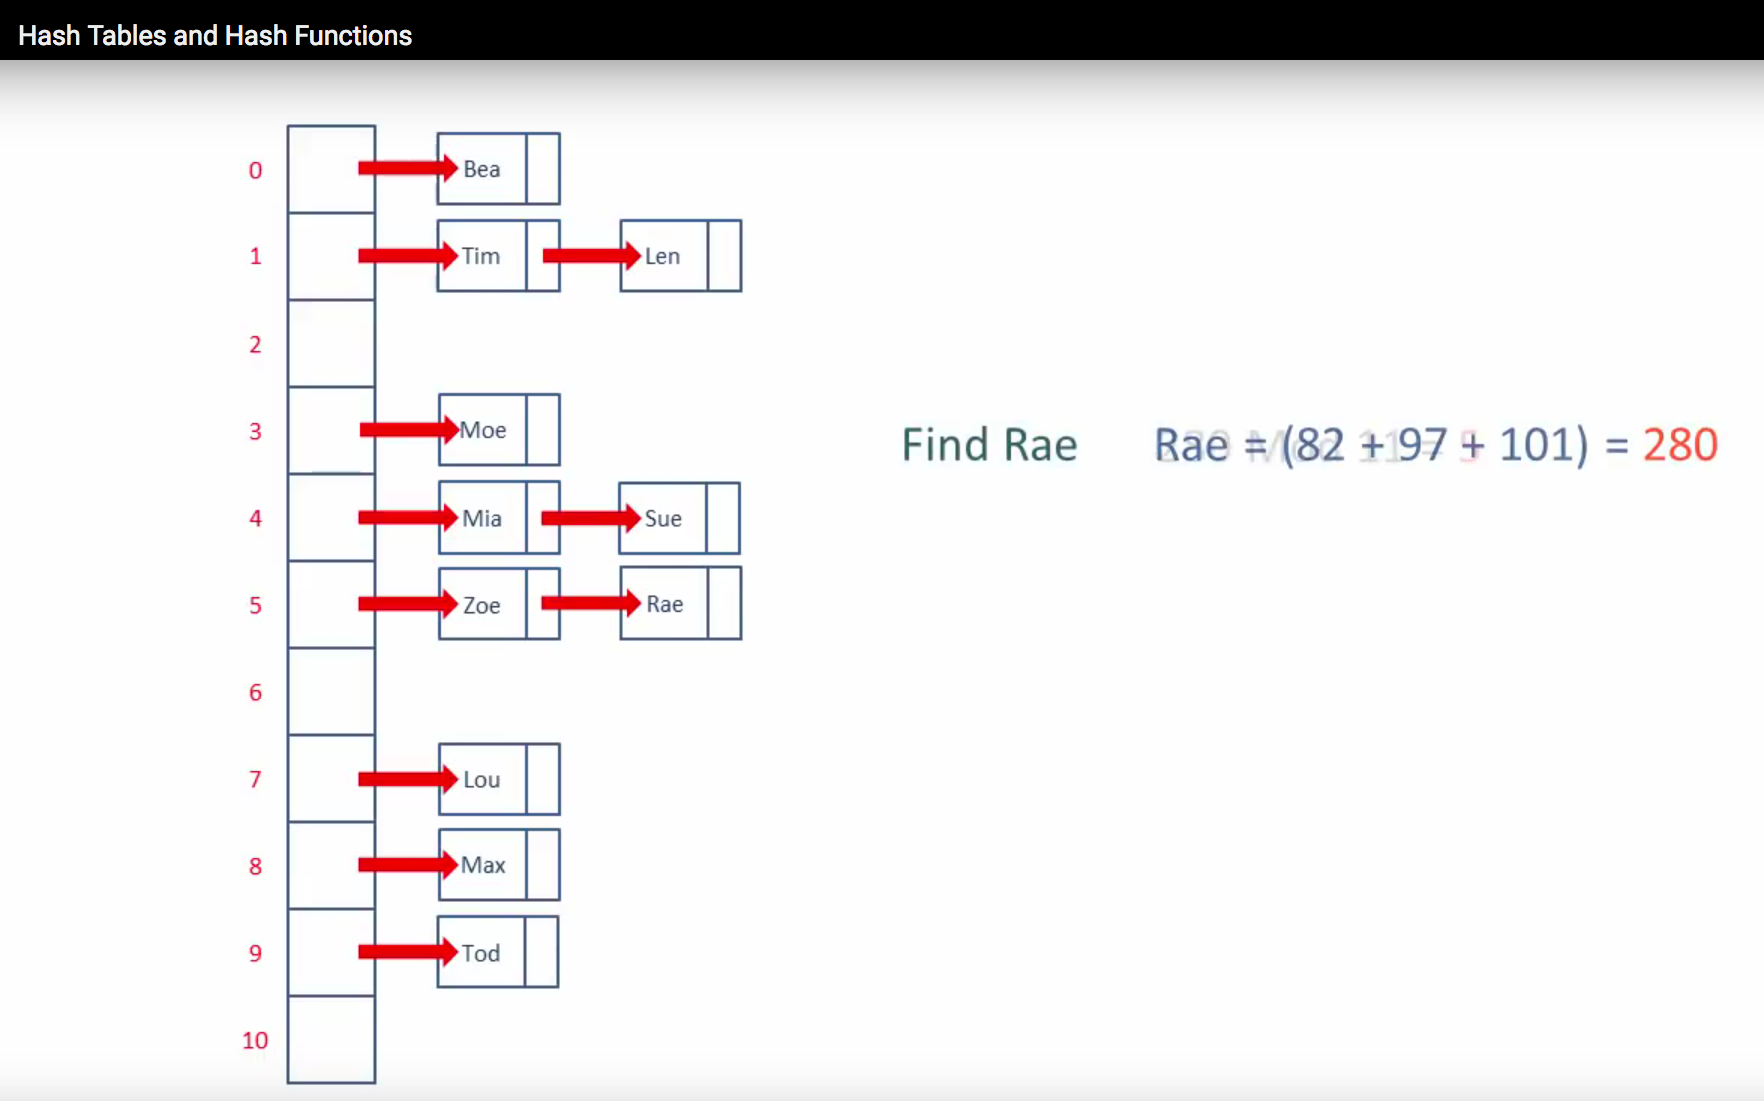 Hash Tables and Hash Functions
0 Bea
1 Tim Len
2
3 Moe
Find Rae Rae = (82 + 97 + 101) = 280
4 Mia Sue
5 Zoe Rae
6
7 Lou
8 Max
9 Tod
10